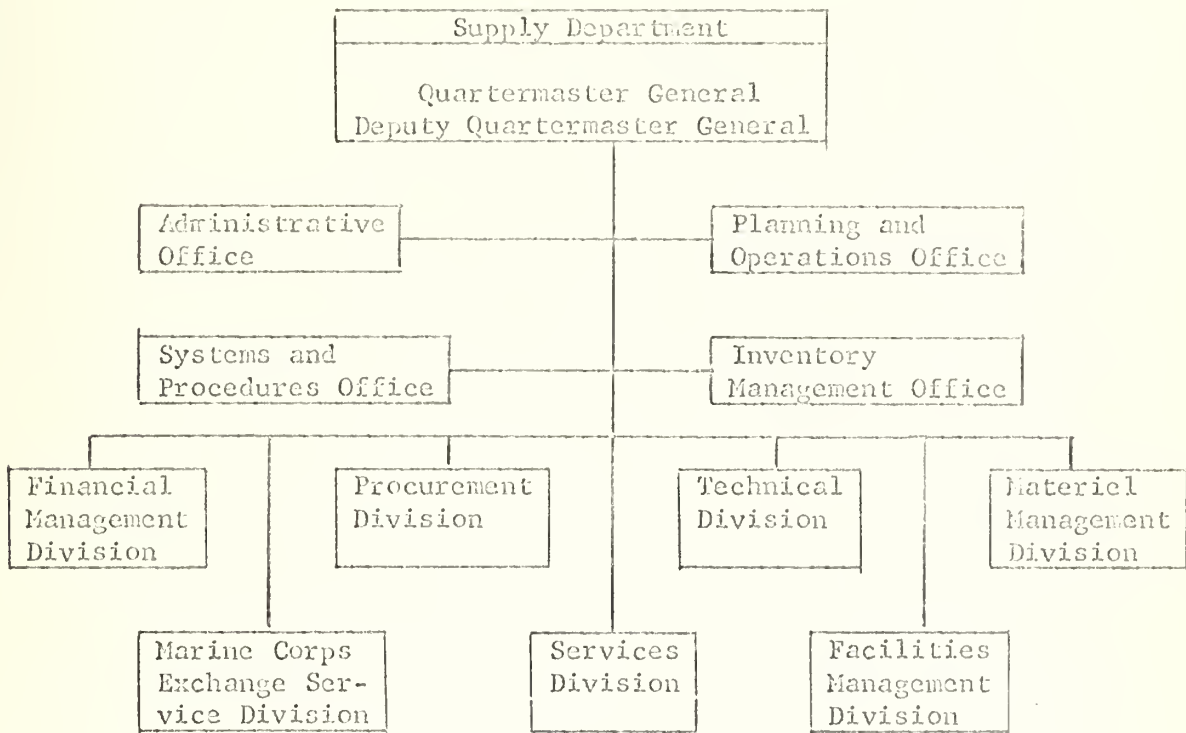 Supply Department
Quartermaster General
Deputy Quartermaster General
Administrative
Office
Planning and
Operations Office
Systems and
Procedures Office
Inventory
Management Office
Financial
Management
Division
Procurement
Division
Technical
Division
Materiel
Management
Division
Marine Corps
Exchange Ser-
vice Division
Services
Division
Facilities
Management
Division